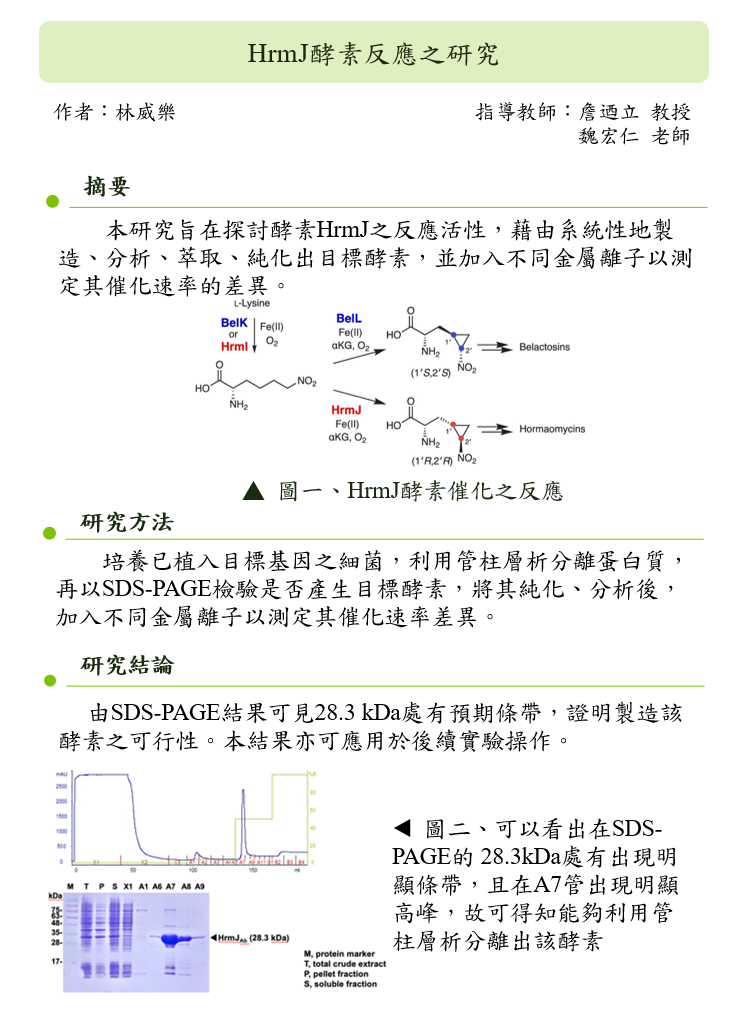 HrmJ酵素反應之研究
作者：林威樂
指導教師：詹迺立 教授
魏宏仁 老師
摘要
本研究旨在探討酵素HrmJ之反應活性，藉由系統性地製
造、分析、萃取、純化出目標酵素，並加入不同金屬離子以測
定其催化速率的差異。
L-Lysine
BelK
or
HrmI
Fe(II)
O2
BelL
Fe(II)
αKG, O2
O
HO
NH2
1'
2'
NO2
(1'S,2'S)
Belactosins
O
HO
NH2
NO2
HrmJ
Fe(II)
αKG, O2
O
HO
NH2
1'
2'
NO2
(1'R,2'R)
Hormaomycins
▲ 圖一、HrmJ酵素催化之反應
研究方法
培養已植入目標基因之細菌，利用管柱層析分離蛋白質，
再以SDS-PAGE檢驗是否產生目標酵素，將其純化、分析後，
加入不同金屬離子以測定其催化速率差異。
研究結論
由SDS-PAGE結果可見28.3 kDa處有預期條帶，證明製造該
酵素之可行性。本結果亦可應用於後續實驗操作。
mAU
2500
2000
1500
1000
500
0
%B
80
60
40
20
0
0
50
100
150
ml
M T P S X1 A1 A6 A7 A8 A9
kDa
75-
63-
48-
35-
28-
17-
◀HrmJAb (28.3 kDa)
M, protein marker
T, total crude extract
P, pellet fraction
S, soluble fraction
◀ 圖二、可以看出在SDS-
PAGE的 28.3kDa處有出現明
顯條帶，且在A7管出現明顯
高峰，故可得知能夠利用管
柱層析分離出該酵素